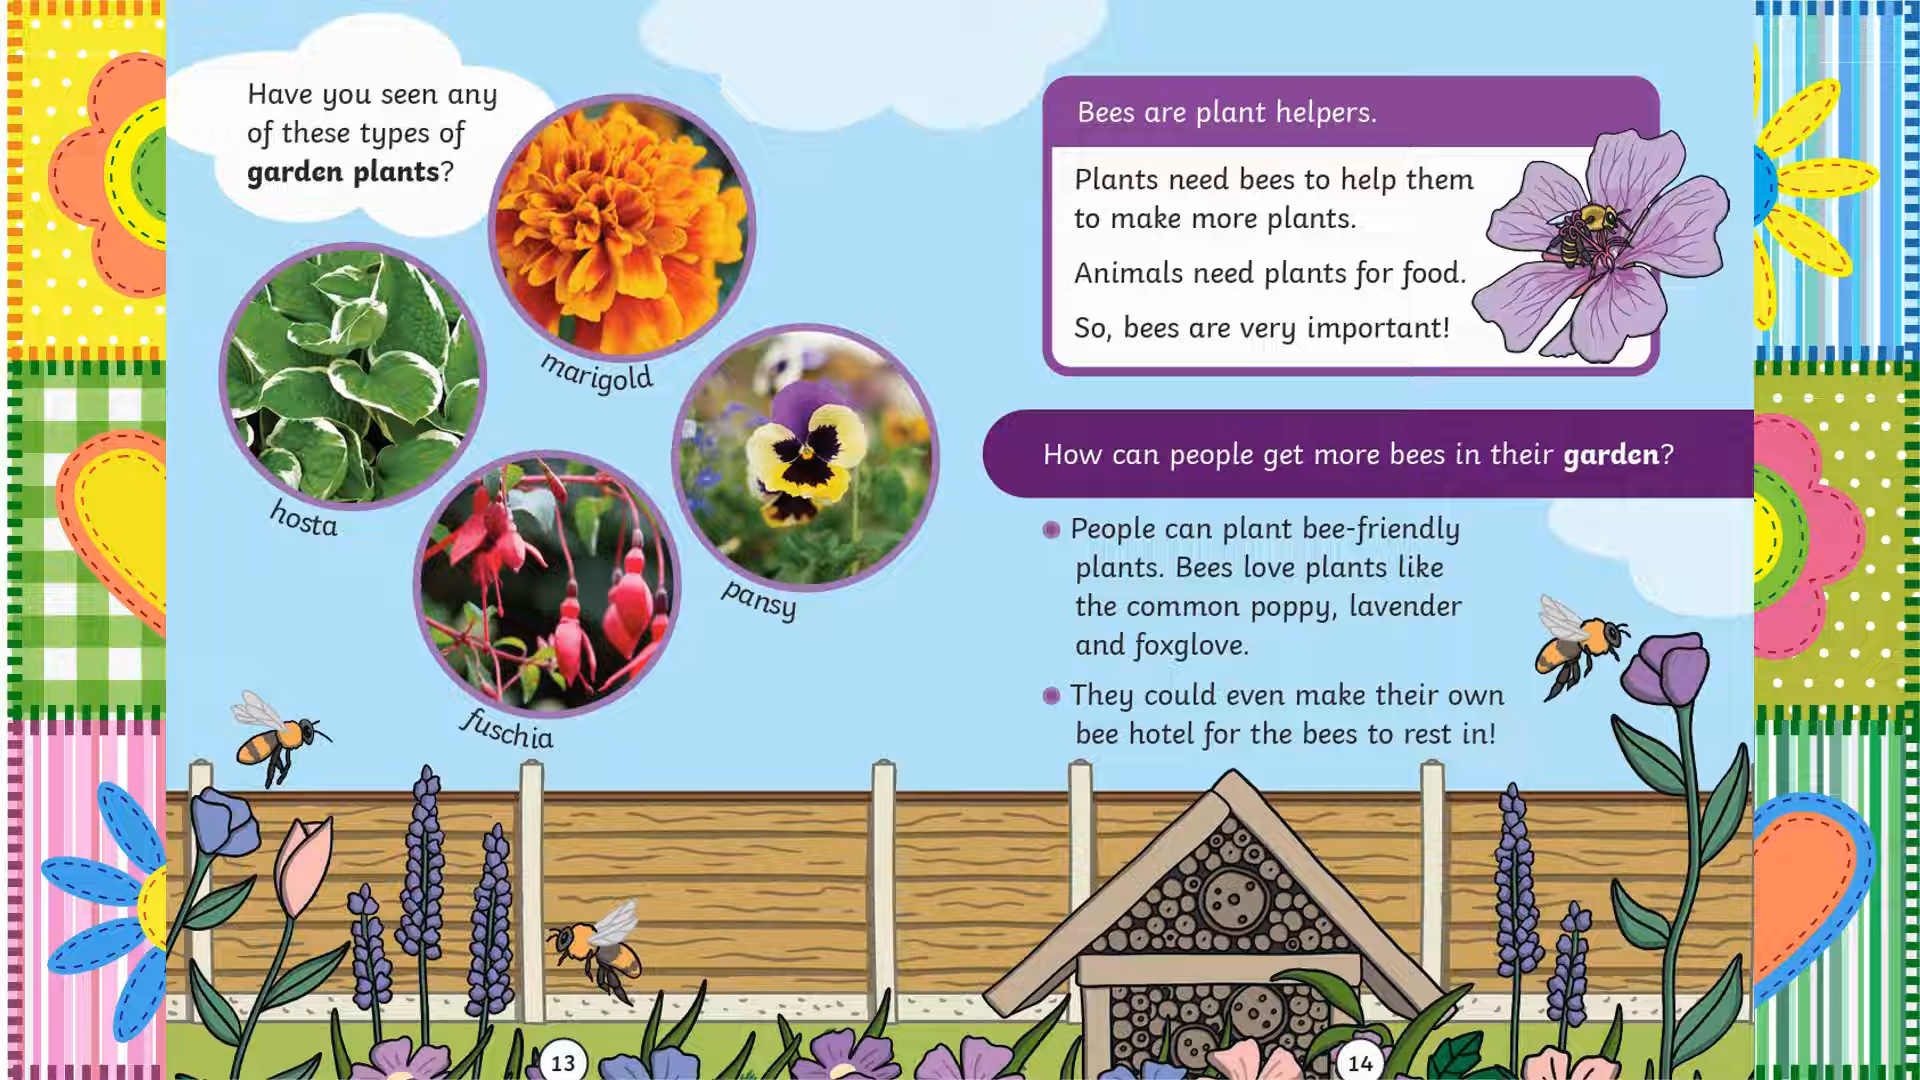 Have you seen any
of these types of
garden plants?
marigold
hosta
pansy
fuschia
13
Bees are plant helpers.
Plants need bees to help them
to make more plants.
Animals need plants for food.
So, bees are very important!
How can people get more bees in their garden?
People can plant bee-friendly
plants. Bees love plants like
the common poppy, lavender
and foxglove.
They could even make their own
bee hotel for the bees to rest in!
14